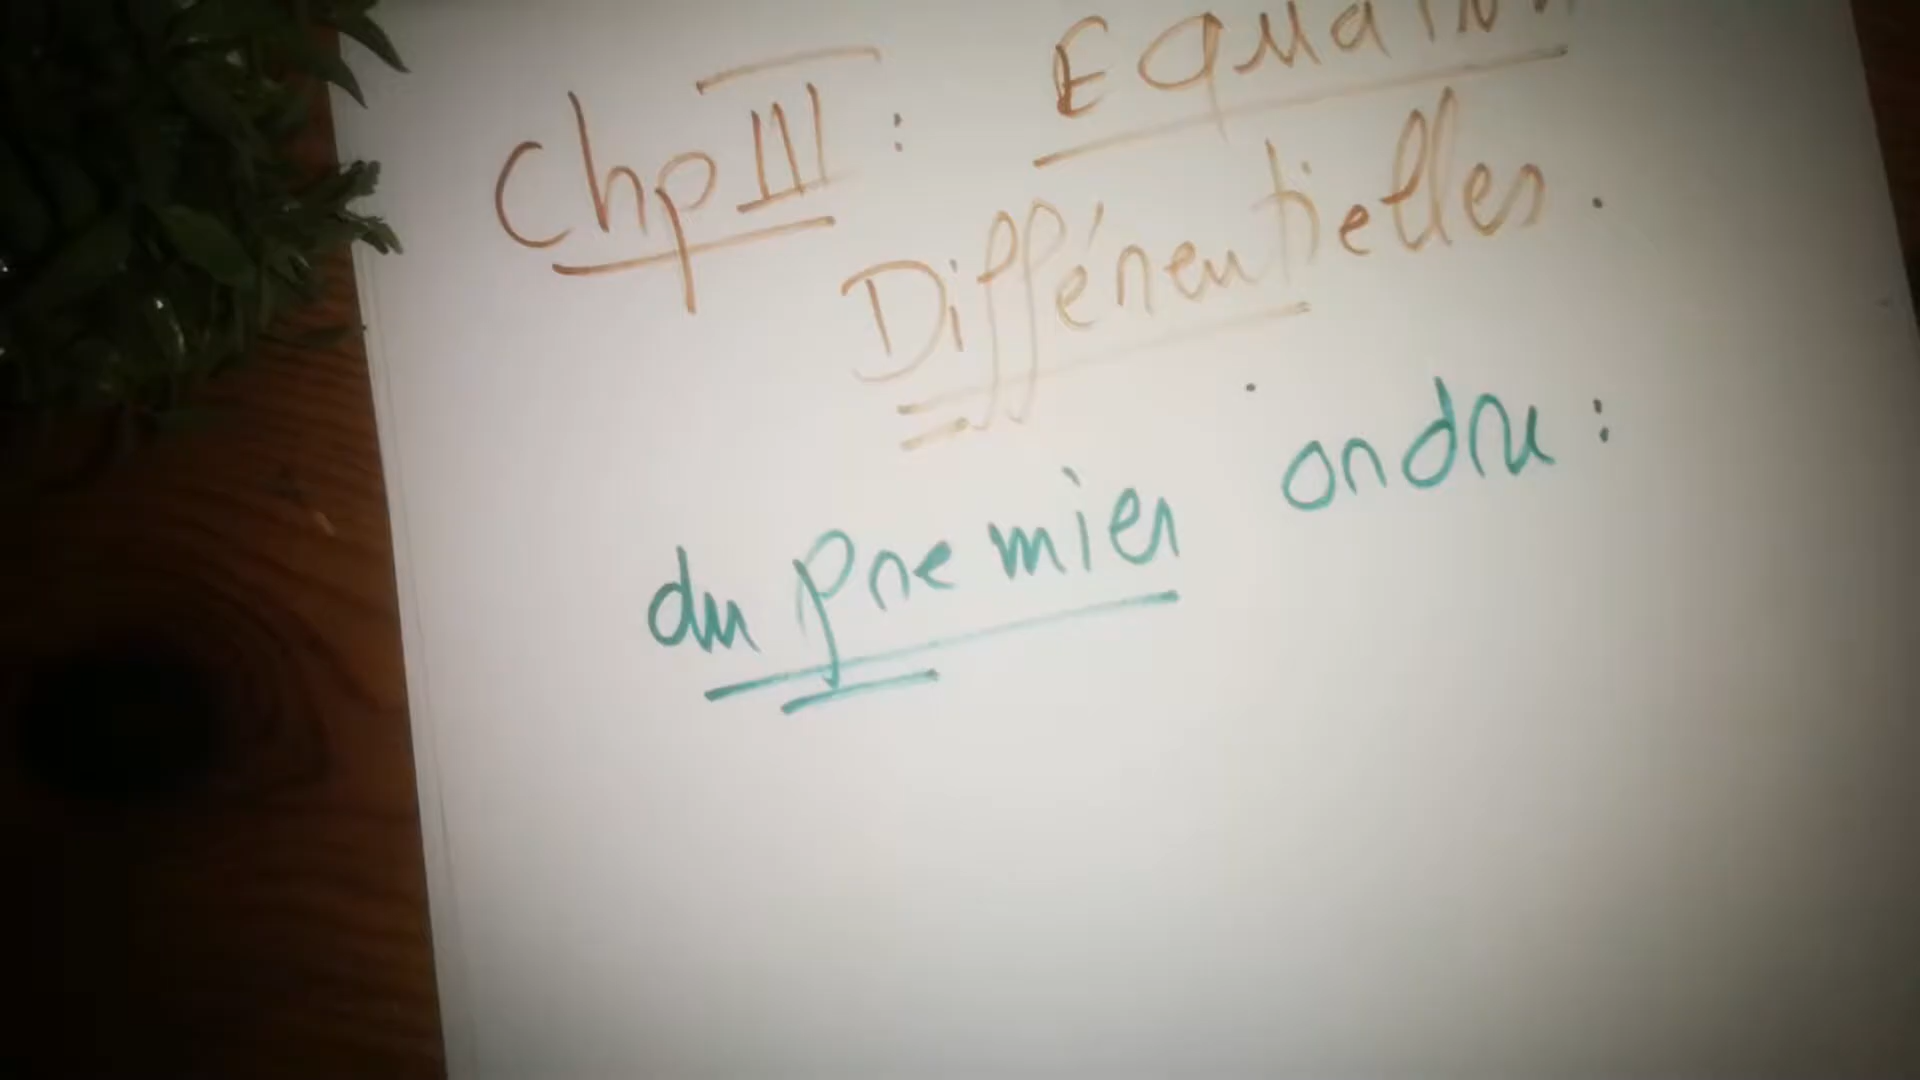 Chp III : Equation
Différentielles.
du premier ordre :